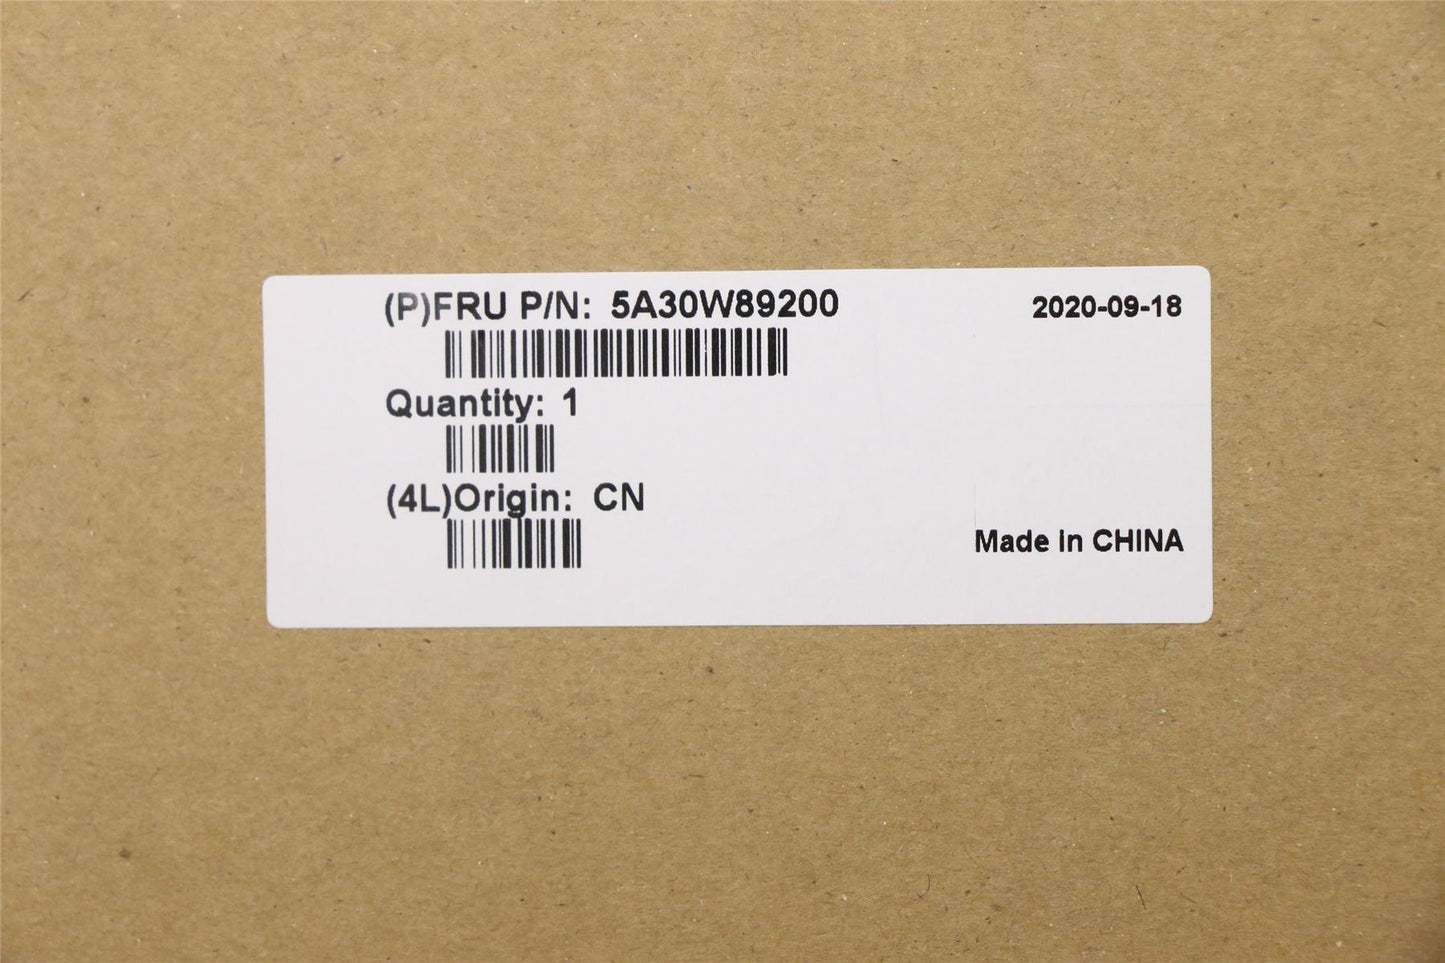 (P)FRU P/N: 5A30W89200
2020-09-18
Quantity: 1
(4L)Origin: CN
Made in CHINA